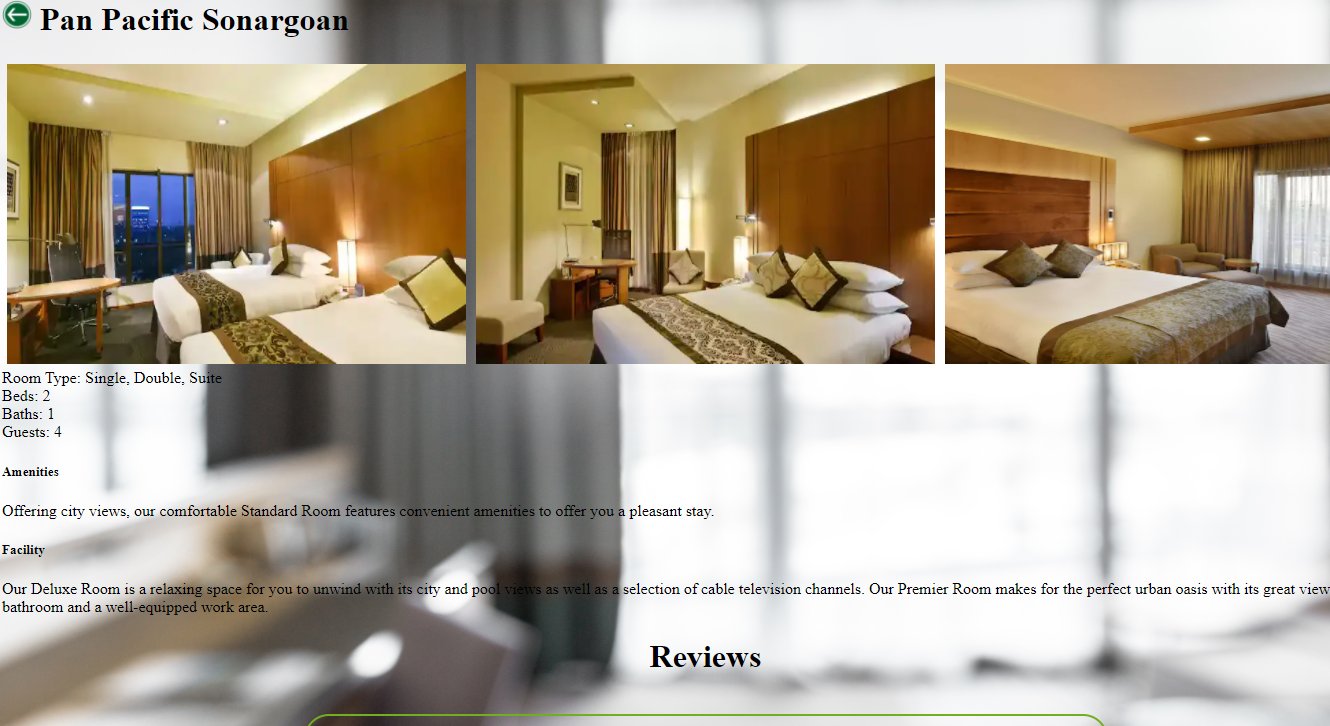 Pan Pacific Sonargoan
Room Type: Single, Double, Suite
Beds: 2
Baths: 1
Guests: 4
Amenities
Offering city views, our comfortable Standard Room features convenient amenities to offer you a pleasant stay.
Facility
Our Deluxe Room is a relaxing space for you to unwind with its city and pool views as well as a selection of cable television channels. Our Premier Room makes for the perfect urban oasis with its great view
bathroom and a well-equipped work area.
Reviews